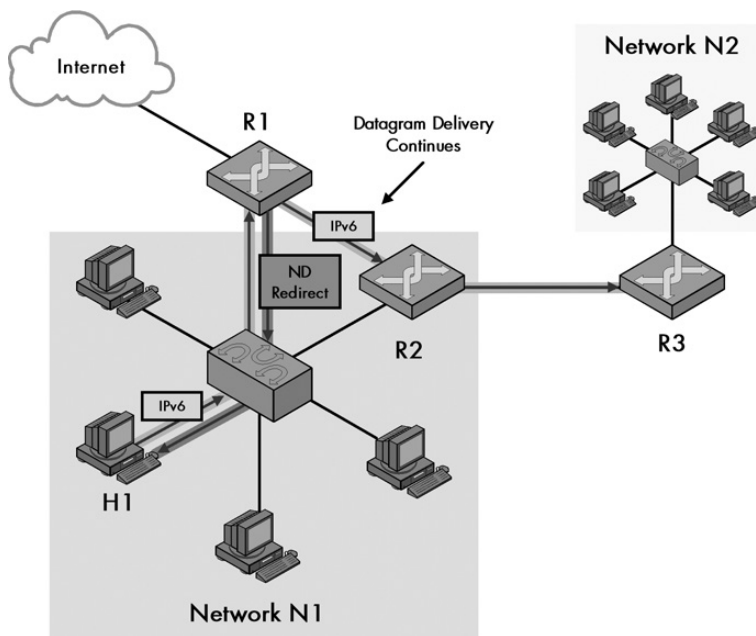 Internet
Network N2
R1
Datagram Delivery
Continues
IPv6
ND
Redirect
R2
R3
IPv6
H1
Network N1